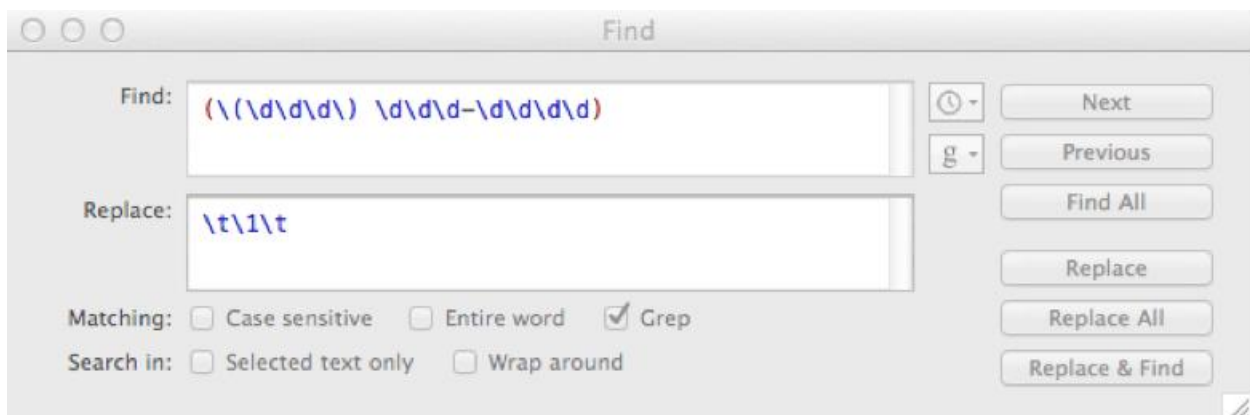 Find
Find:
(\(\d\d\d\) \d\d\d-\d\d\d\d)
Next
g
Previous
Find All
Replace:
\t\1\t
Replace
Matching: Case sensitive Entire word Grep
Replace All
Search in: Selected text only Wrap around
Replace & Find